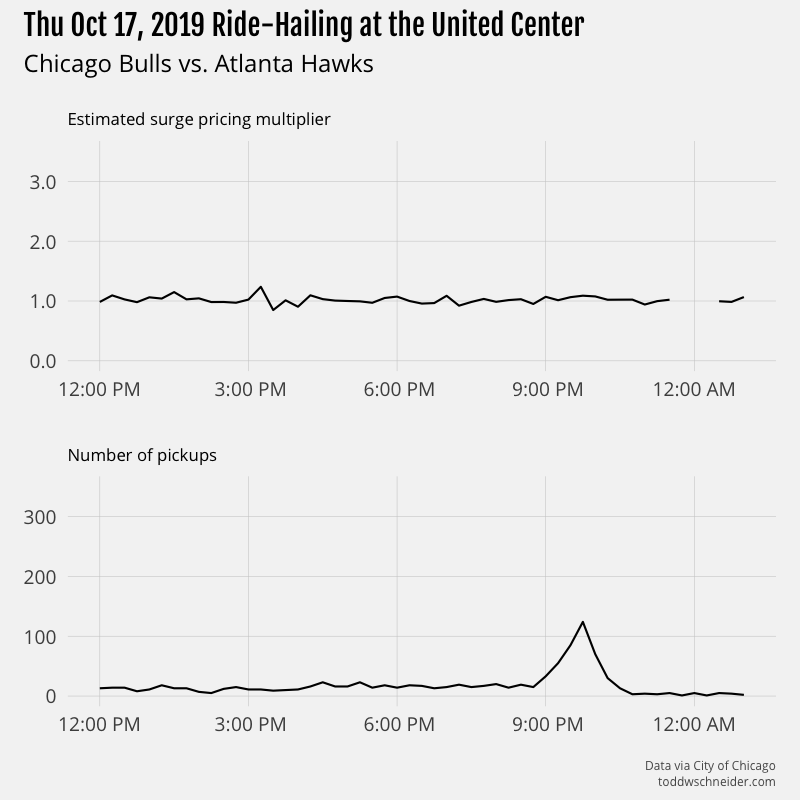 Thu Oct 17, 2019 Ride-Hailing at the United Center
Chicago Bulls vs. Atlanta Hawks
Estimated surge pricing multiplier
3.0
2.0
1.0
0.0
12:00 PM 3:00 PM 6:00 PM 9:00 PM 12:00 AM
Number of pickups
300
200
100
0
12:00 PM 3:00 PM 6:00 PM 9:00 PM 12:00 AM
Data via City of Chicago
toddwschneider.com